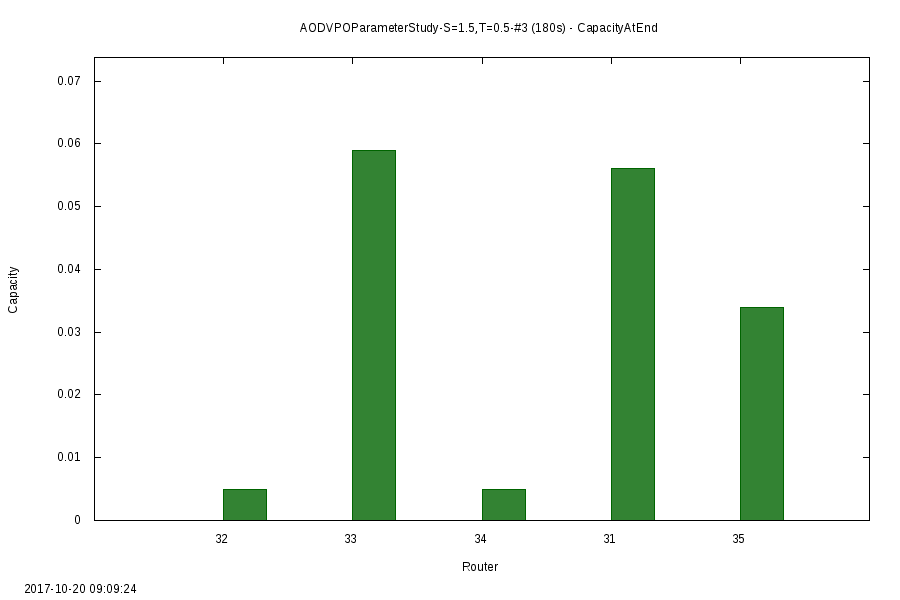 AODVPOParameterStudy-S=1.5,T=0.5-#3 (180s) - CapacityAtEnd
0.07
0.06
0.05
0.04
0.03
0.02
0.01
0
Capacity
32 33 34 31 35
Router
2017-10-20 09:09:24